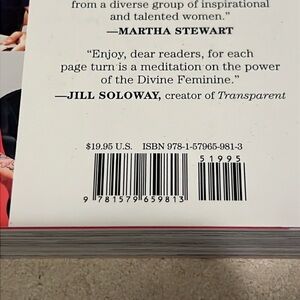 from a diverse group of inspirational
and talented women.”
—MARTHA STEWART
“Enjoy, dear readers, for each
page turn is a meditation on the power
of the Divine Feminine.”
—JILL SOLOWAY, creator of Transparent
$19.95 U.S. ISBN 978-1-57965-981-3
51995
9 781579 659813